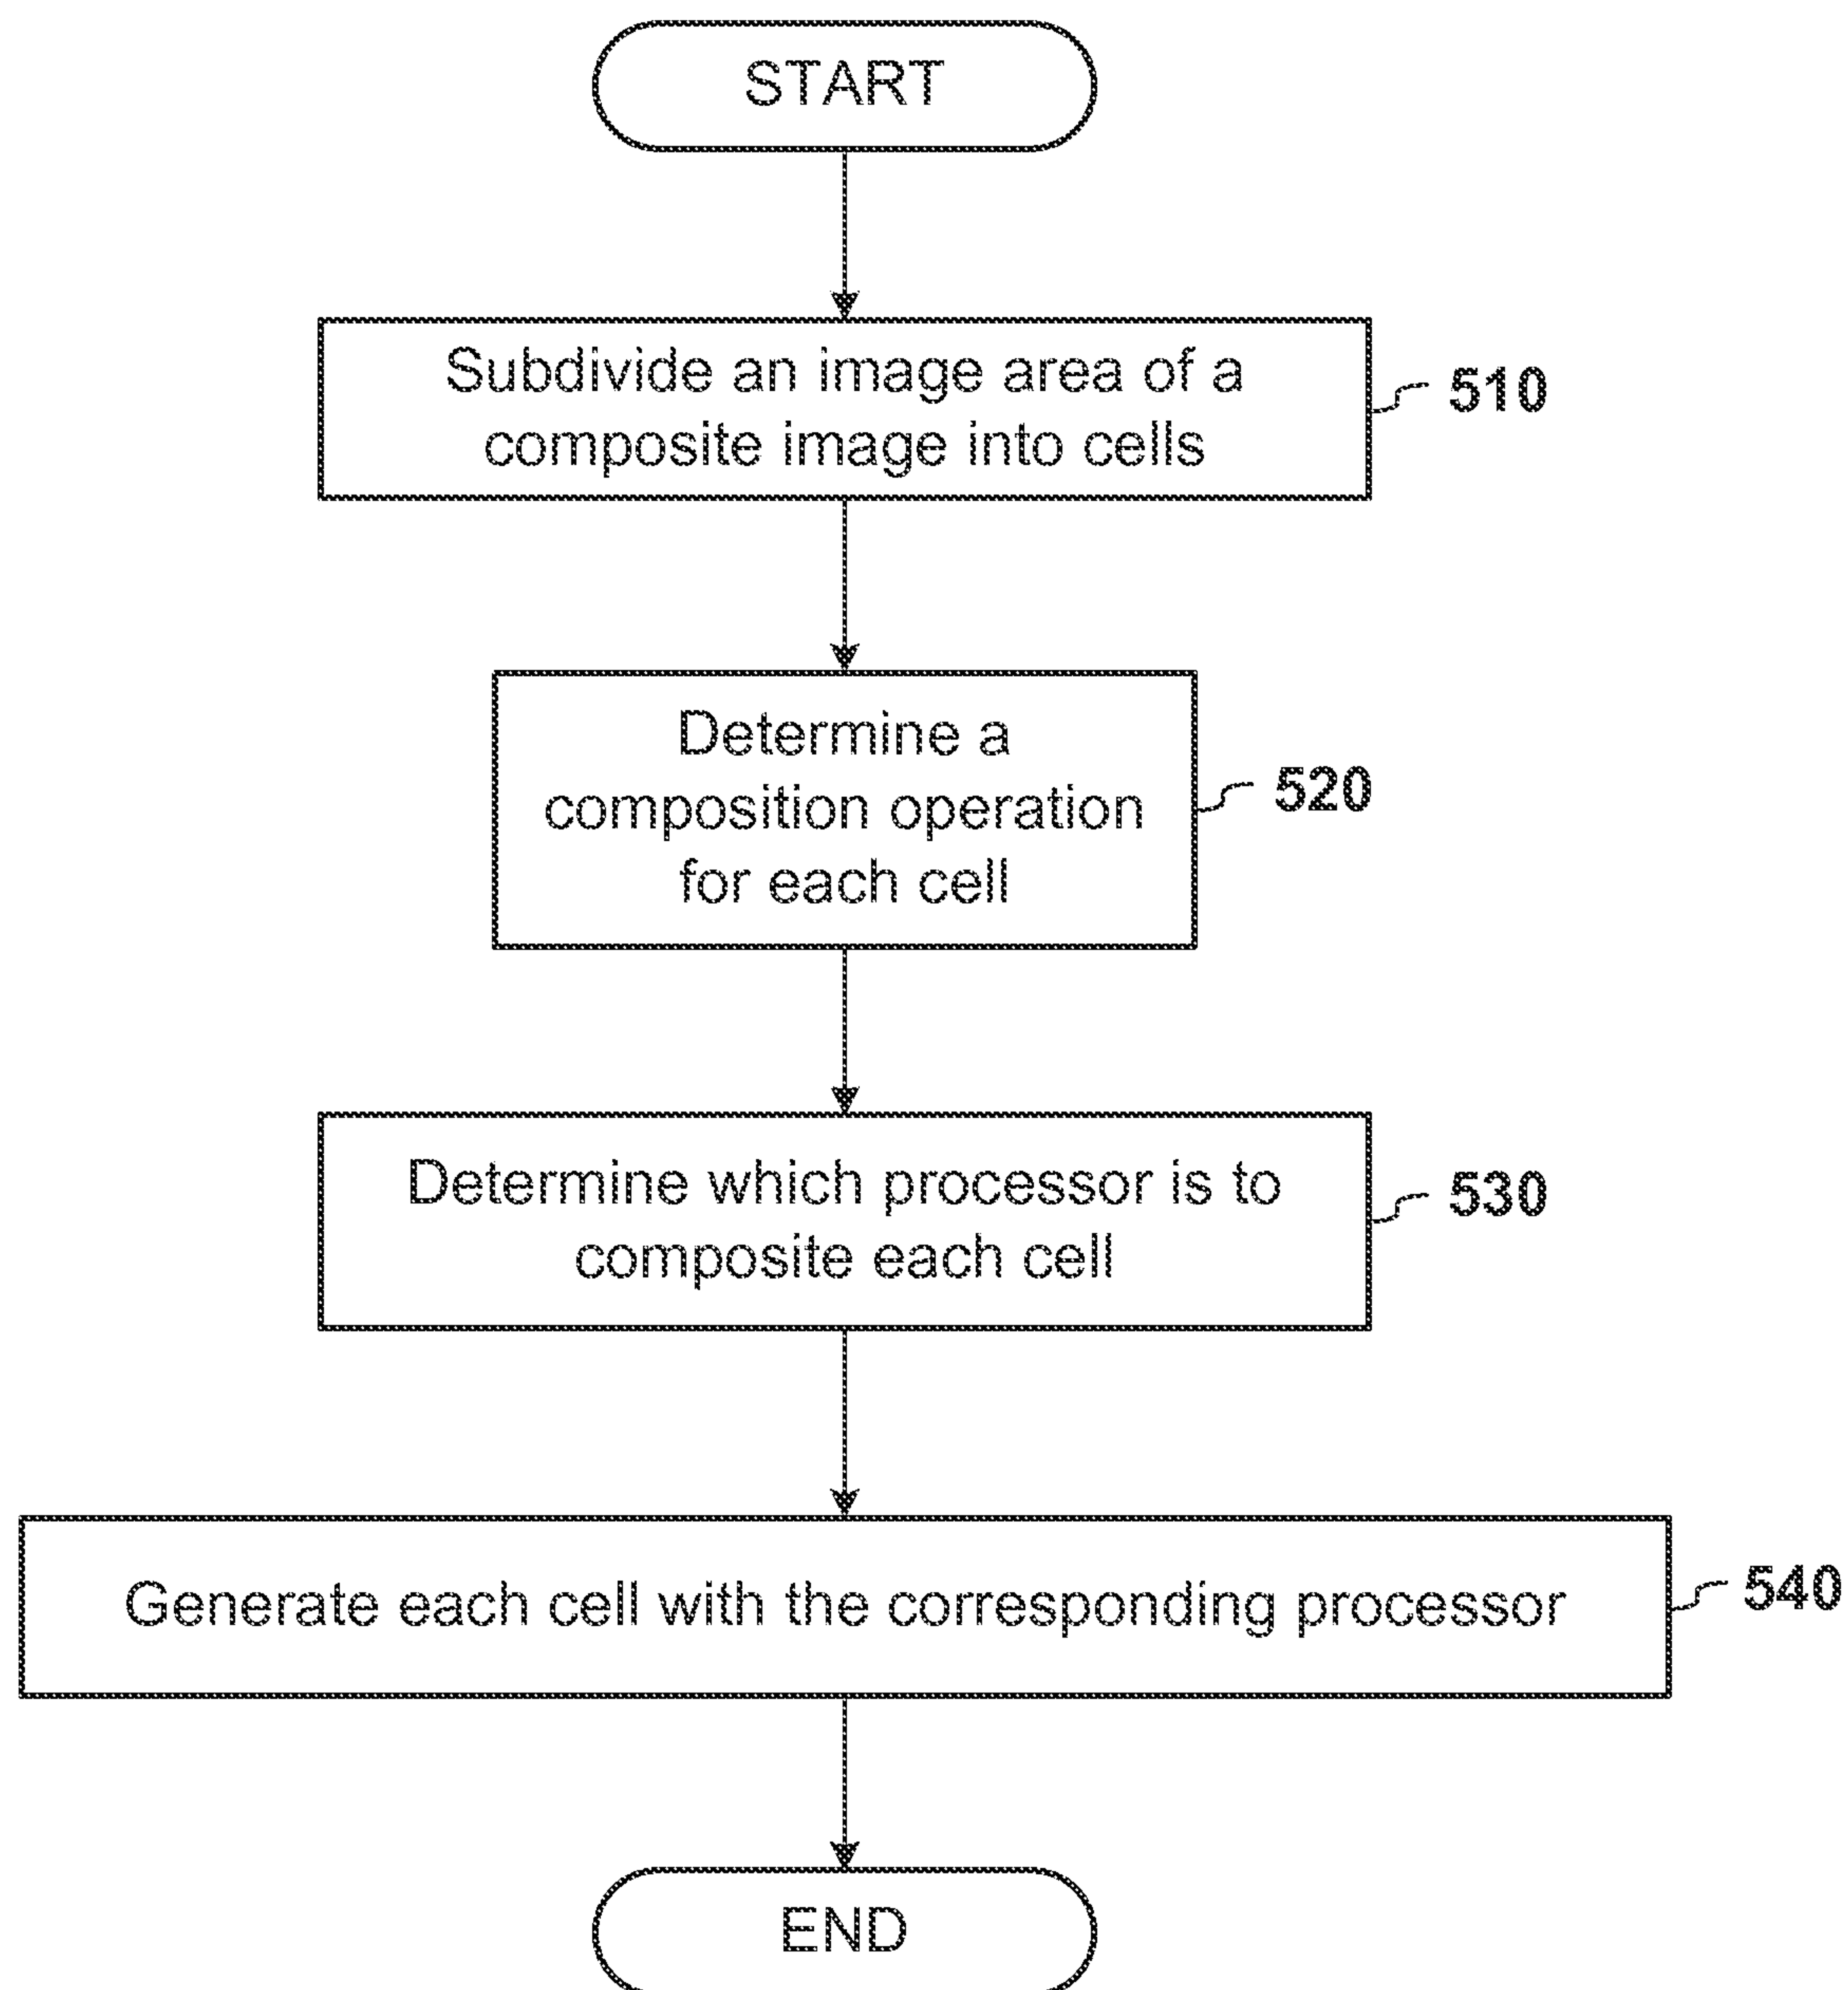 START
Subdivide an image area of a
composite image into cells
510
Determine a
composition operation
for each cell
520
Determine which processor is to
composite each cell
530
Generate each cell with the corresponding processor
540
END